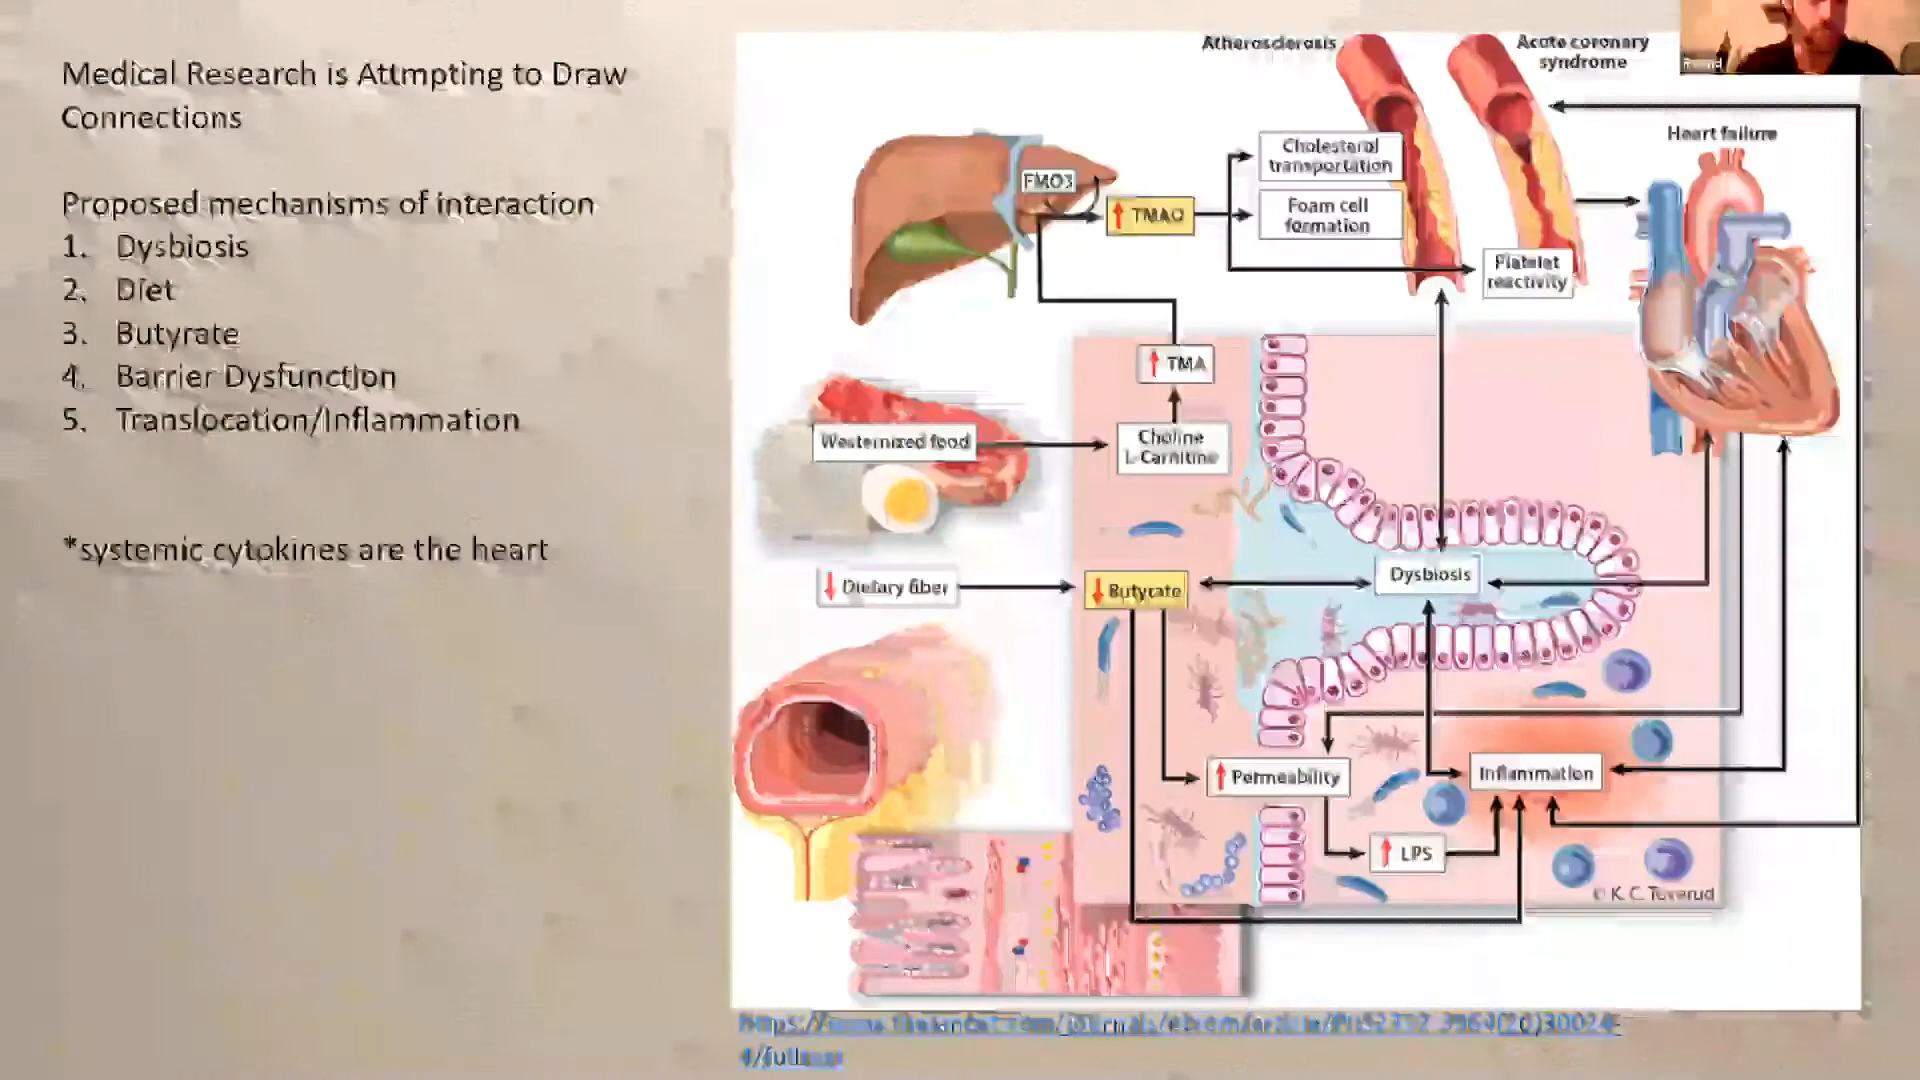 Medical Research is Attmpting to Draw
Connections
Proposed mechanisms of interaction
1. Dysbiosis
2. Diet
3. Butyrate
4. Barrier Dysfunction
5. Translocation/Inflammation
*systemic cytokines are the heart
Atherosclerosis
Acute coronary
syndrome
Heart failure
Cholesterol
transportation
FMO3
TMAO
Foam cell
formation
Platelet
reactivity
TMA
Westernized food
Choline
L-Carnitine
Dietary fiber
Butyrate
Dysbiosis
Permeability
Inflammation
LPS
© K. C. Toverud
4/fulltext